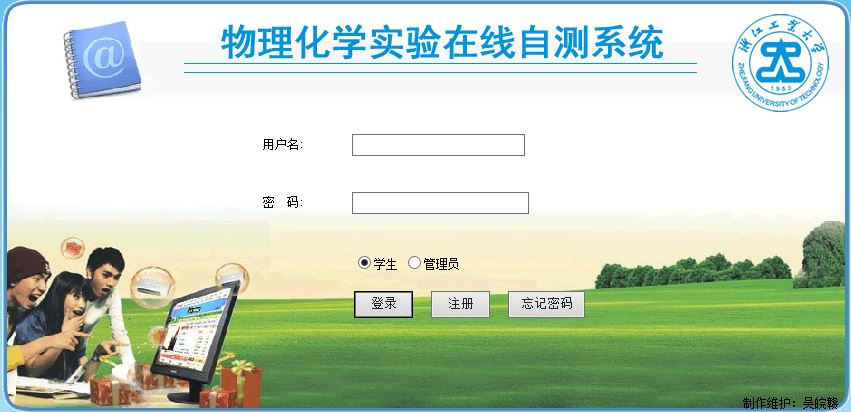 物理化学实验在线自测系统
浙江工业大学
ZHEJIANG UNIVERSITY OF TECHNOLOGY
1953
@
用户名:
密 码:
学生 管理员
登录 注册 忘记密码
制作维护：吴皖赣